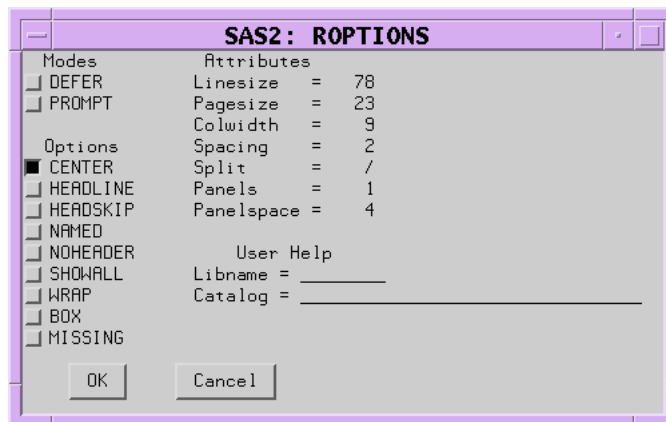 SAS2: ROPTIONS
Modes Attributes
DEFER Linesize = 78
PROMPT Pagesize = 23
Colwidth = 9
Options Spacing = 2
CENTER Split = /
HEADLINE Panels = 1
HEADSKIP Panelspace = 4
NAMED
NOHEADER User Help
SHOWALL Libname =
WRAP Catalog =
BOX
MISSING
OK Cancel